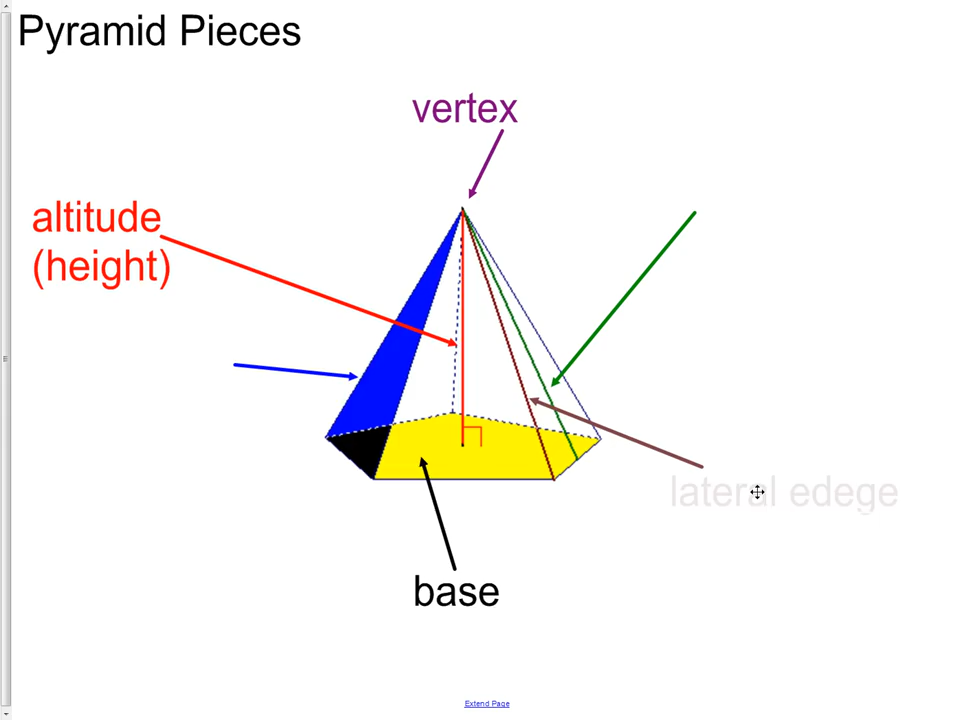 Pyramid Pieces
vertex
altitude
(height)
lateral edege
base
Extend Page